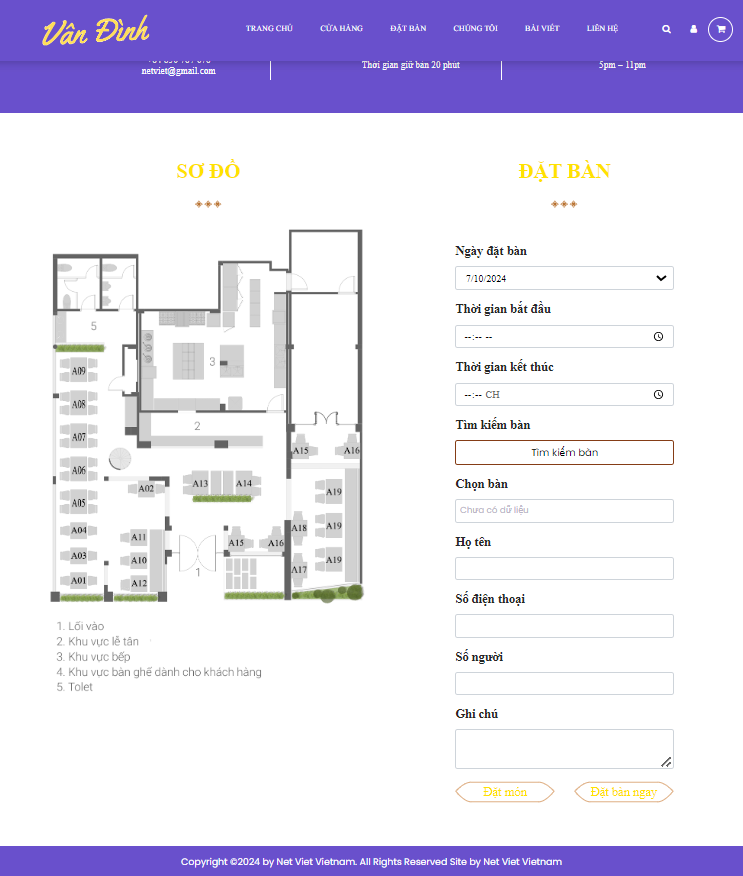 Vân Đình
TRANG CHỦ CỬA HÀNG ĐẶT BÀN CHÚNG TÔI BÀI VIẾT LIÊN HỆ
netviet@gmail.com
Thời gian giữ bàn 20 phút
5pm – 11pm
SƠ ĐỒ
5
A09
A08
A07
A06
A05
A04
A03
A01
3
2
A02
A13 A14
A11
A10
A12
A15 A16
1
A15 A16
A19
A18 A19
A19
A17
1. Lối vào
2. Khu vực lễ tân
3. Khu vực bếp
4. Khu vực bàn ghế dành cho khách hàng
5. Tolet
ĐẶT BÀN
Ngày đặt bàn
7/10/2024
Thời gian bắt đầu
--:-- --
Thời gian kết thúc
--:-- CH
Tìm kiếm bàn
Tìm kiếm bàn
Chọn bàn
Chưa có dữ liệu
Họ tên
Số điện thoại
Số người
Ghi chú
Đặt món
Đặt bàn ngay
Copyright ©2024 by Net Viet Vietnam. All Rights Reserved Site by Net Viet Vietnam